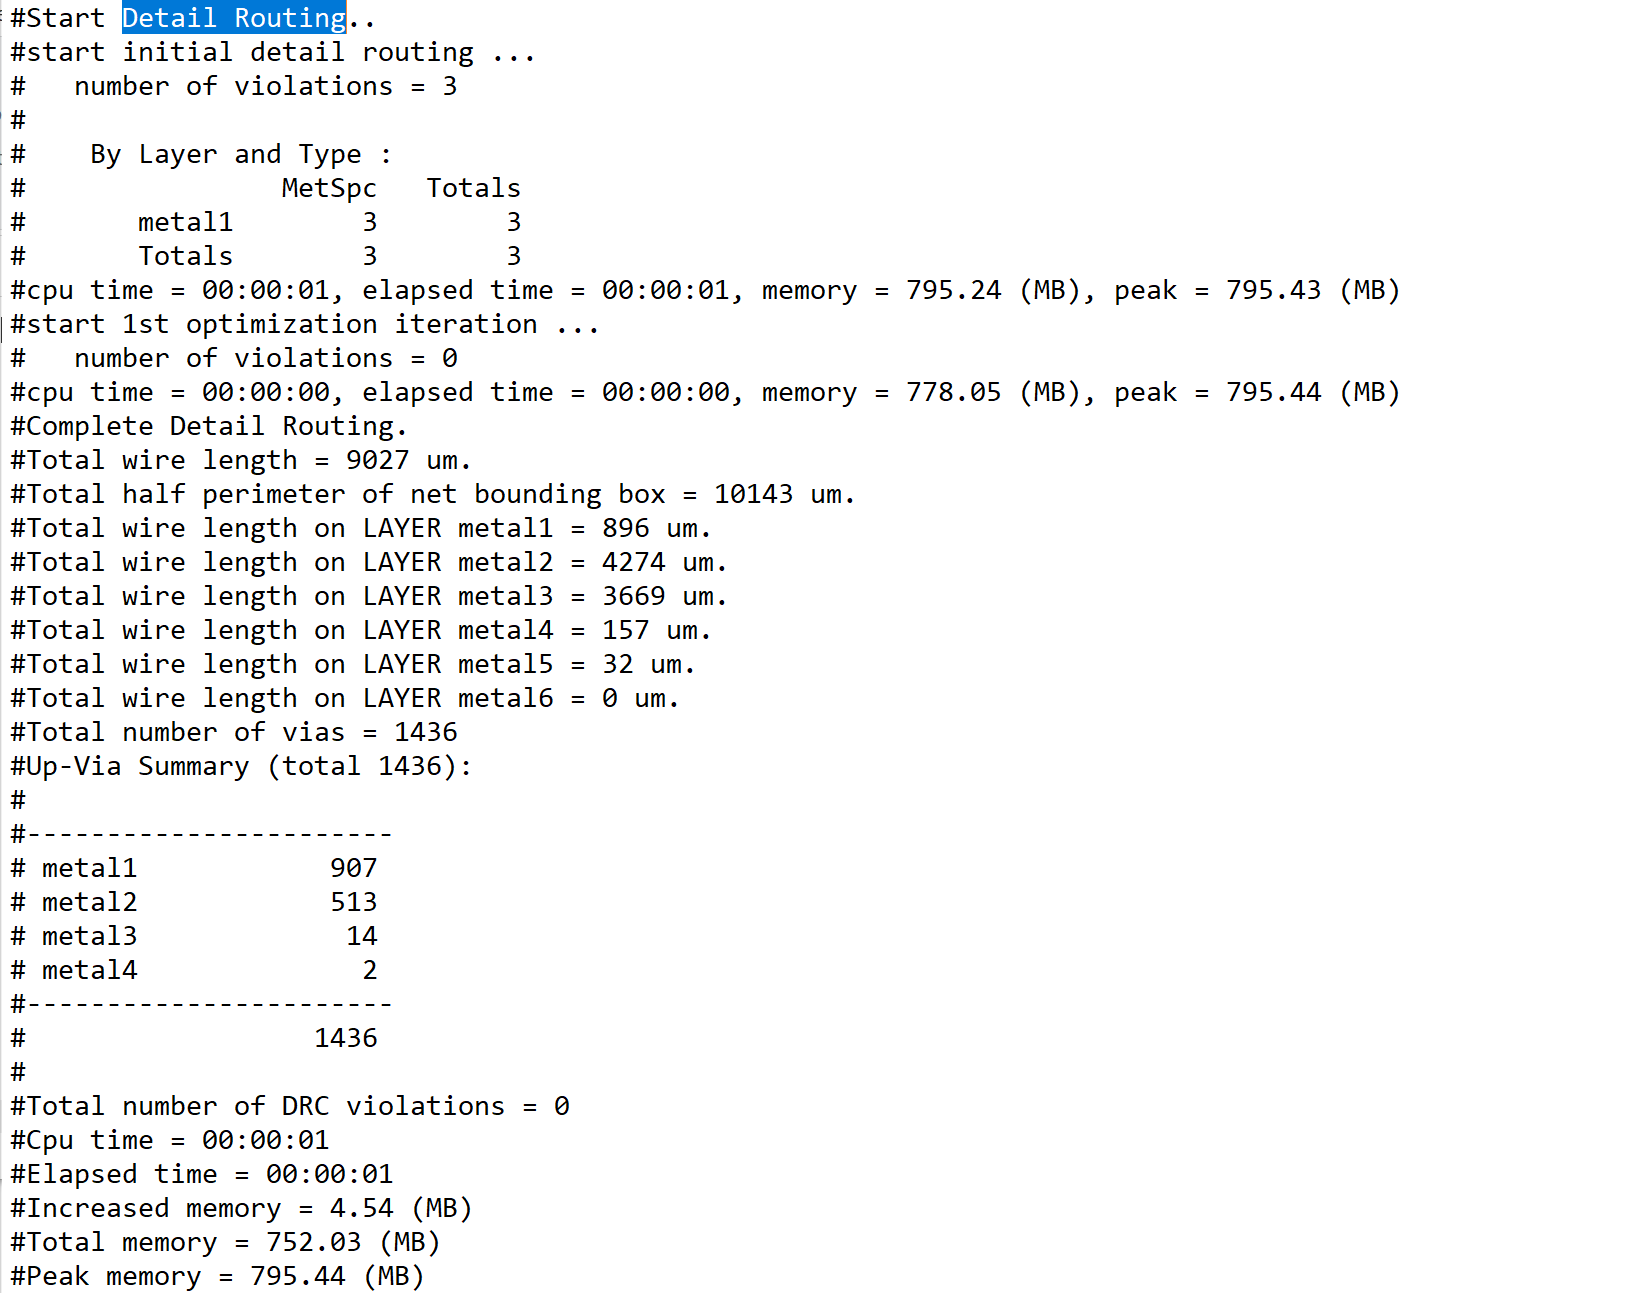 #Start Detail Routing..
#start initial detail routing ...
#   number of violations = 3
#
#    By Layer and Type :
#                MetSpc   Totals
#       metal1        3        3
#       Totals        3        3
#cpu time = 00:00:01, elapsed time = 00:00:01, memory = 795.24 (MB), peak = 795.43 (MB)
#start 1st optimization iteration ...
#   number of violations = 0
#cpu time = 00:00:00, elapsed time = 00:00:00, memory = 778.05 (MB), peak = 795.44 (MB)
#Complete Detail Routing.
#Total wire length = 9027 um.
#Total half perimeter of net bounding box = 10143 um.
#Total wire length on LAYER metal1 = 896 um.
#Total wire length on LAYER metal2 = 4274 um.
#Total wire length on LAYER metal3 = 3669 um.
#Total wire length on LAYER metal4 = 157 um.
#Total wire length on LAYER metal5 = 32 um.
#Total wire length on LAYER metal6 = 0 um.
#Total number of vias = 1436
#Up-Via Summary (total 1436):
#
#-----------------------
# metal1            907
# metal2            513
# metal3             14
# metal4              2
#-----------------------
#                  1436
#
#Total number of DRC violations = 0
#Cpu time = 00:00:01
#Elapsed time = 00:00:01
#Increased memory = 4.54 (MB)
#Total memory = 752.03 (MB)
#Peak memory = 795.44 (MB)